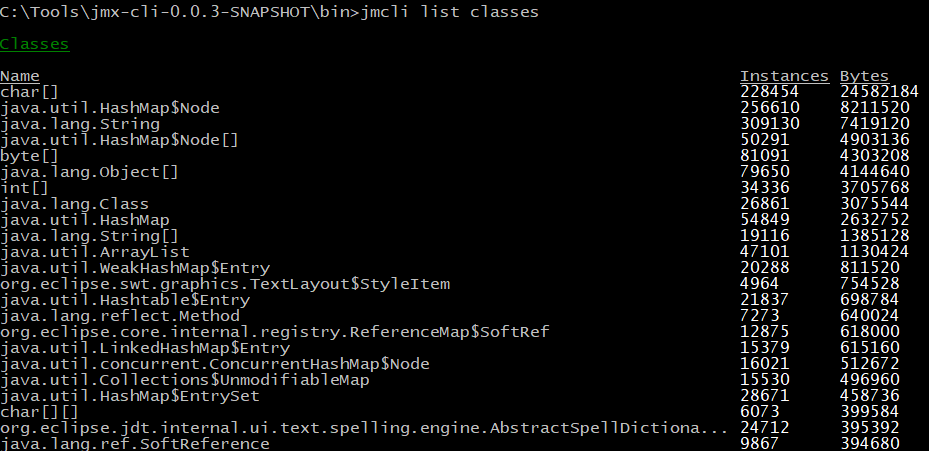 C:\Tools\jmx-cli-0.0.3-SNAPSHOT\bin>jmcli list classes
Classes
Name Instances Bytes
char[] 228454 24582184
java.util.HashMap$Node 256610 8211520
java.lang.String 309130 7419120
java.util.HashMap$Node[] 50291 4903136
byte[] 81091 4303208
java.lang.Object[] 79650 4144640
int[] 34336 3705768
java.lang.Class 26861 3075544
java.util.HashMap 54849 2632752
java.lang.String[] 19116 1385128
java.util.ArrayList 47101 1130424
java.util.WeakHashMap$Entry 20288 811520
org.eclipse.swt.graphics.TextLayout$StyleItem 4964 754528
java.util.Hashtable$Entry 21837 698784
java.lang.reflect.Method 7273 640024
org.eclipse.core.internal.registry.ReferenceMap$SoftRef 12875 618000
java.util.LinkedHashMap$Entry 15379 615160
java.util.concurrent.ConcurrentHashMap$Node 16021 512672
java.util.Collections$UnmodifiableMap 15530 496960
java.util.HashMap$EntrySet 28671 458736
char[][] 6073 399584
org.eclipse.jdt.internal.ui.text.spelling.engine.AbstractSpellDictiona... 24712 395392
java.lang.ref.SoftReference 9867 394680